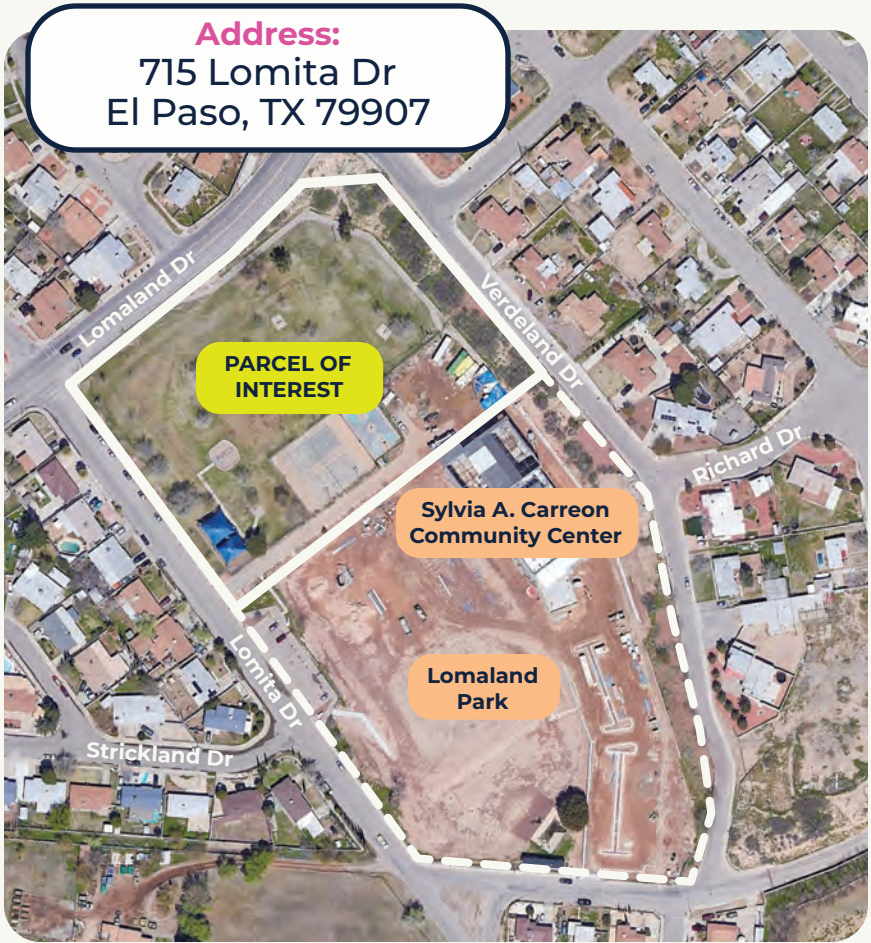 Address:
715 Lomita Dr
El Paso, TX 79907
Lomaland Dr
Verdeland Dr
PARCEL OF
INTEREST
Richard Dr
Sylvia A. Carreon
Community Center
Lomaland
Park
Lomita Dr
Strickland Dr